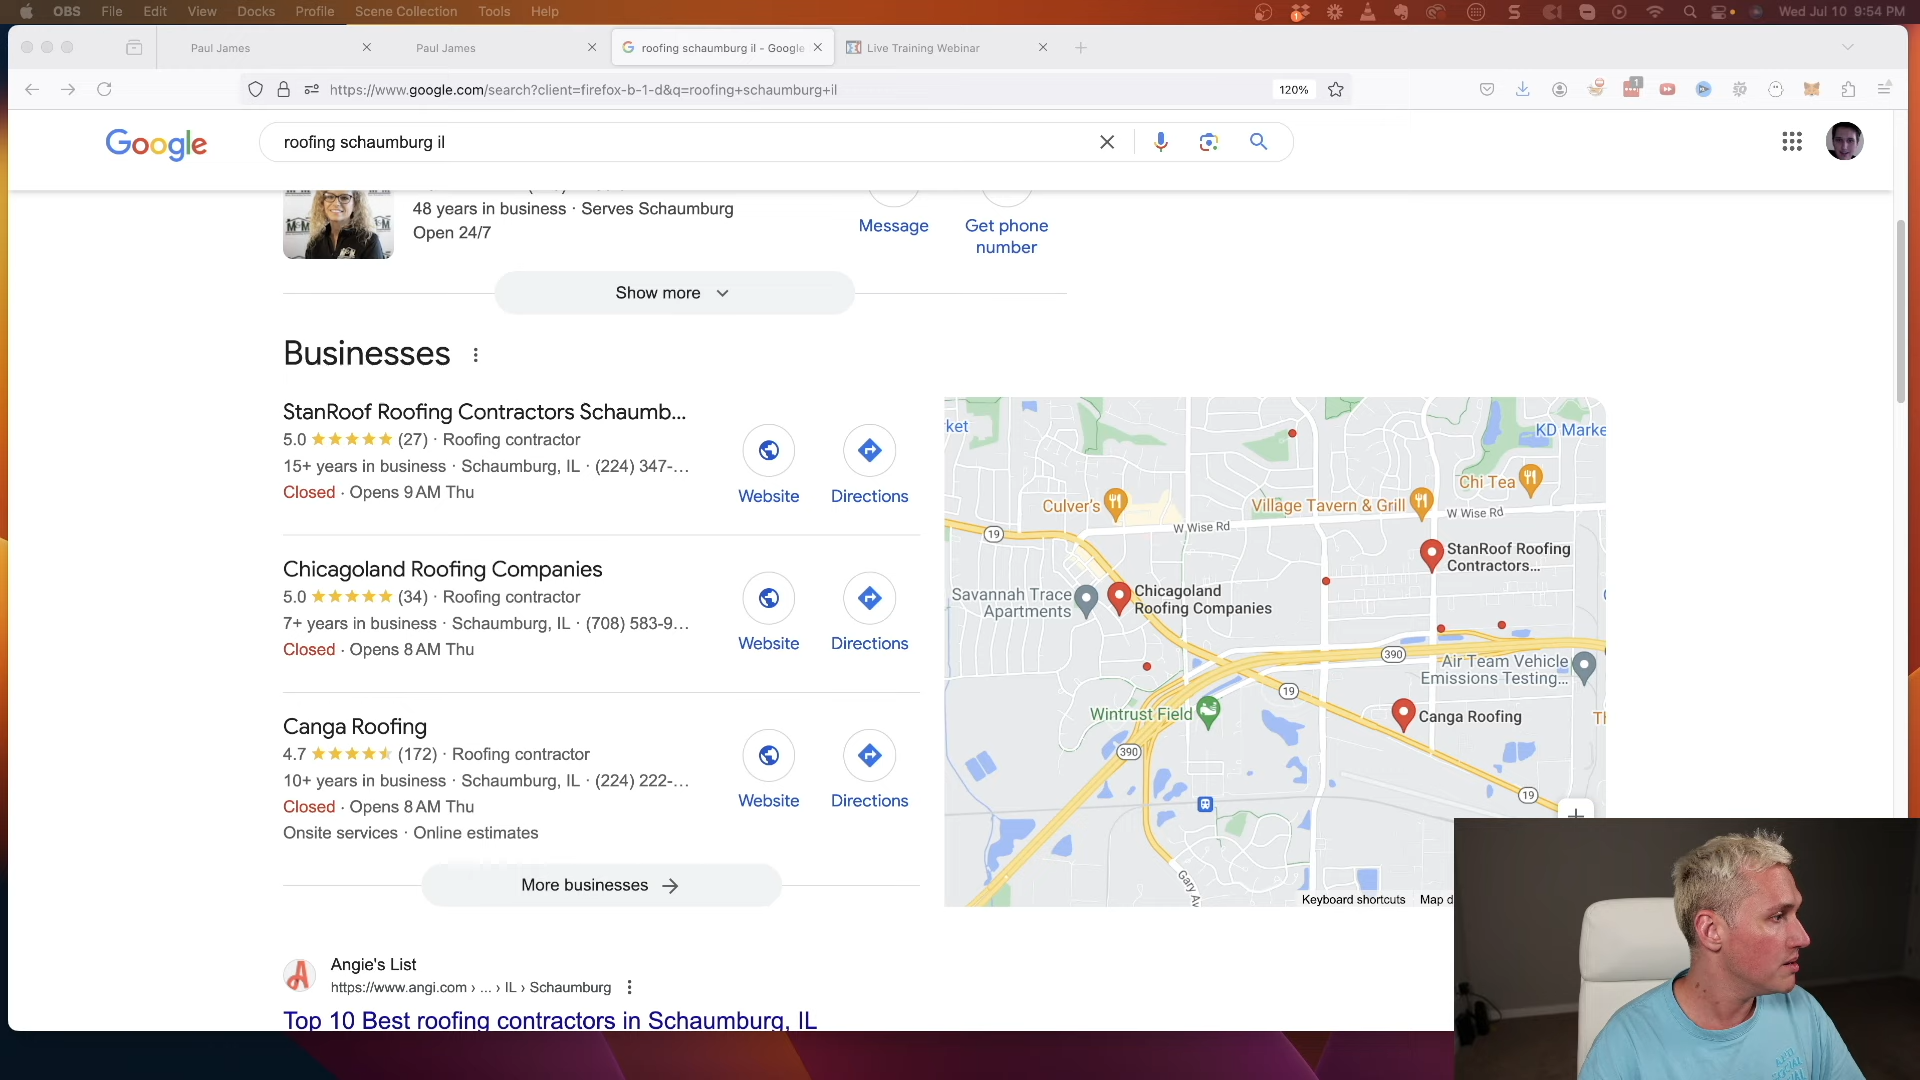 OBS File Edit View Docks Profile Scene Collection Tools Help
1
Wed Jul 10 9:54 PM
Paul James
Paul James
roofing schaumburg il - Google
Live Training Webinar
https://www.google.com/search?client=firefox-b-1-d&q=roofing+schaumburg+il
120%
1
Google
roofing schaumburg il
48 years in business · Serves Schaumburg
Open 24/7
Message
Get phone
number
Show more
Businesses
StanRoof Roofing Contractors Schaumb...
5.0 (27) · Roofing contractor
15+ years in business · Schaumburg, IL · (224) 347-...
Closed · Opens 9 AM Thu
Website
Directions
Chicagoland Roofing Companies
5.0 (34) · Roofing contractor
7+ years in business · Schaumburg, IL · (708) 583-9...
Closed · Opens 8 AM Thu
Website
Directions
Canga Roofing
4.7 (172) · Roofing contractor
10+ years in business · Schaumburg, IL · (224) 222-...
Closed · Opens 8 AM Thu
Onsite services · Online estimates
Website
Directions
More businesses
ket
KD Marke
Chi Tea
Culver's
Village Tavern & Grill
W Wise Rd
W Wise Rd
19
StanRoof Roofing
Contractors...
Savannah Trace
Apartments
Chicagoland
Roofing Companies
390
Air Team Vehicle
Emissions Testing...
19
Wintrust Field
Canga Roofing
390
19
Gary Av
Keyboard shortcuts
Map d
Angie's List
https://www.angi.com › ... › IL › Schaumburg
Top 10 Best roofing contractors in Schaumburg, IL